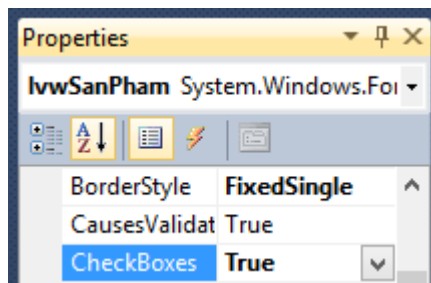 Properties
lvwSanPham System.Windows.For
A Z
BorderStyle FixedSingle
CausesValidat True
CheckBoxes True